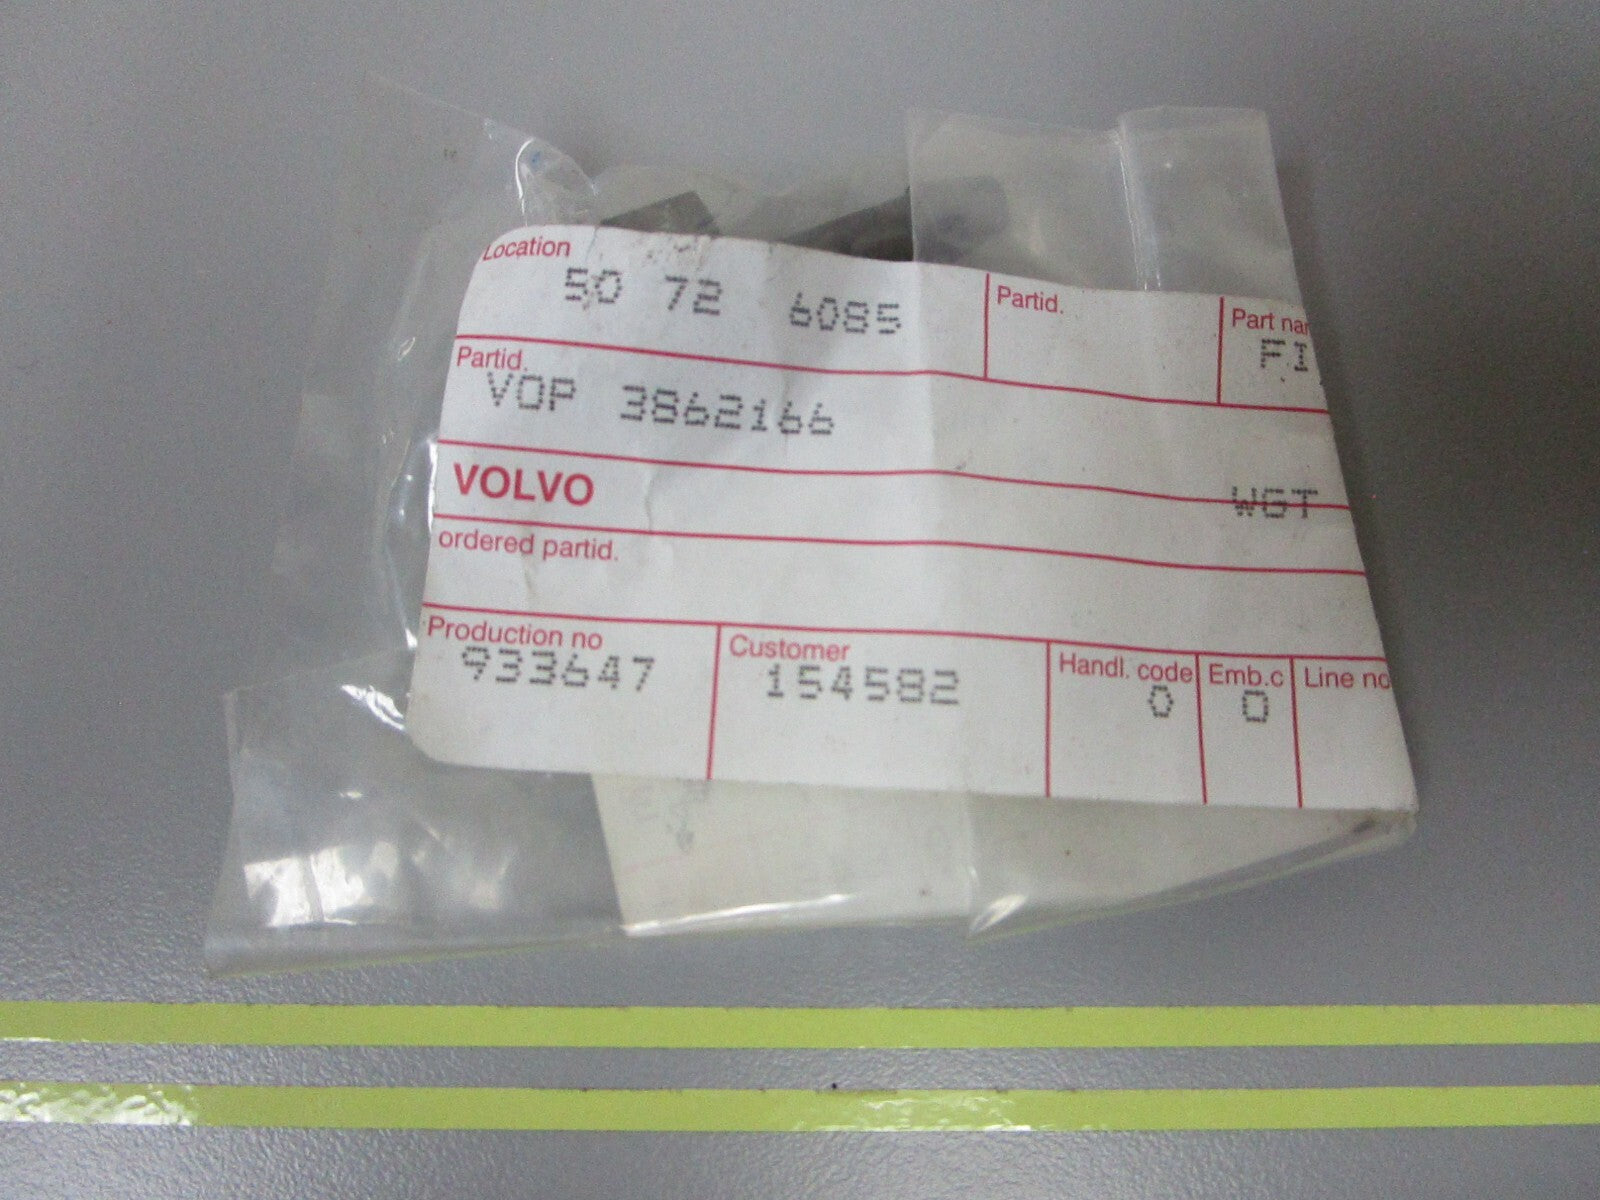 Location Partid. Part nar
50 72 6085 FI
Partid.
VOP 3862166
VOLVO WGT
ordered partid.
Production no Customer Handl. code Emb.c Line no
933647 154582 0 0